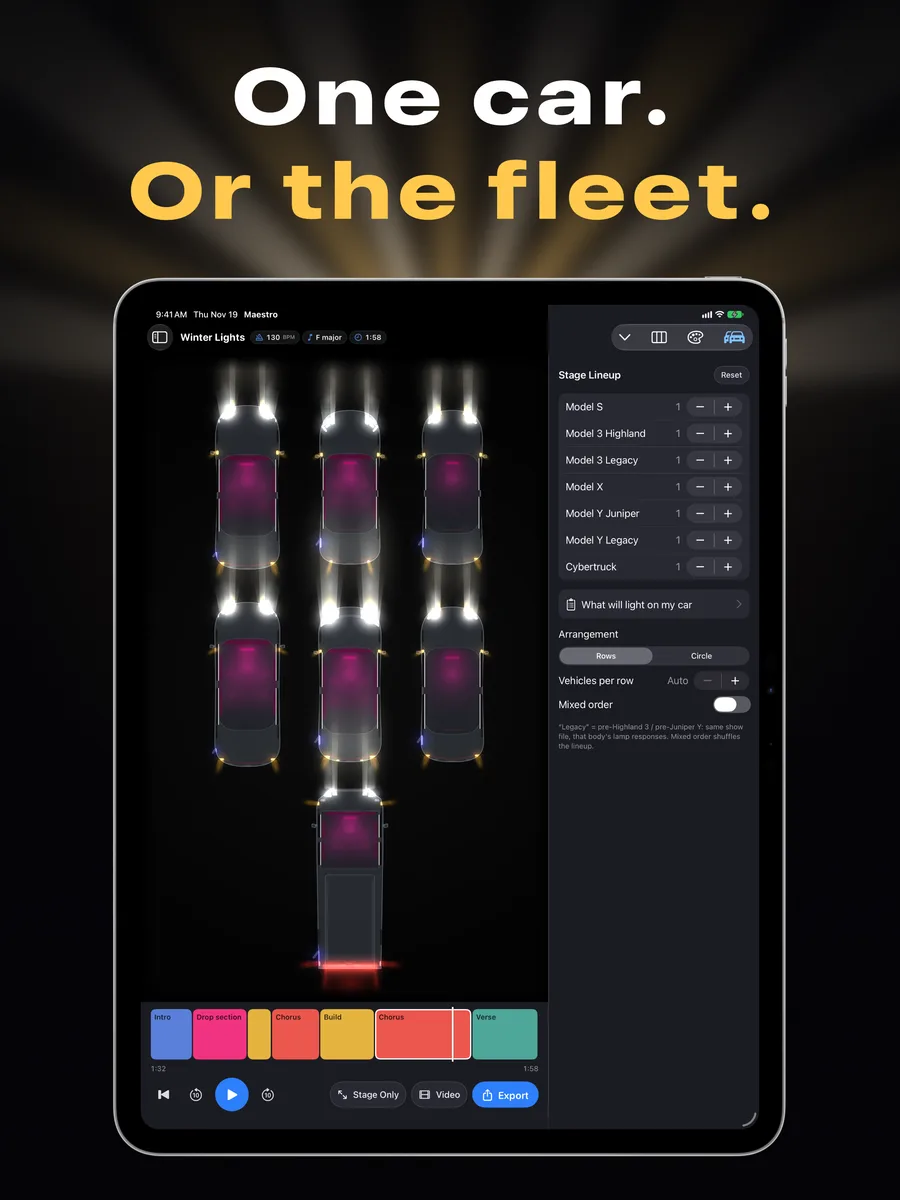 One car.
Or the fleet.
9:41 AM Thu Nov 19 Maestro
Winter Lights 130 BPM F major 1:58
Stage Lineup Reset
Model S 1
Model 3 Highland 1
Model 3 Legacy 1
Model X 1
Model Y Juniper 1
Model Y Legacy 1
Cybertruck 1
What will light on my car
Arrangement
Rows Circle
Vehicles per row Auto
Mixed order
"Legacy" = pre-Highland 3 / pre-Juniper Y: same show
file, that body's lamp responses. Mixed order shuffles
the lineup.
Intro Drop section Chorus Build Chorus Verse
1:32 1:58
10 10 Stage Only Video Export